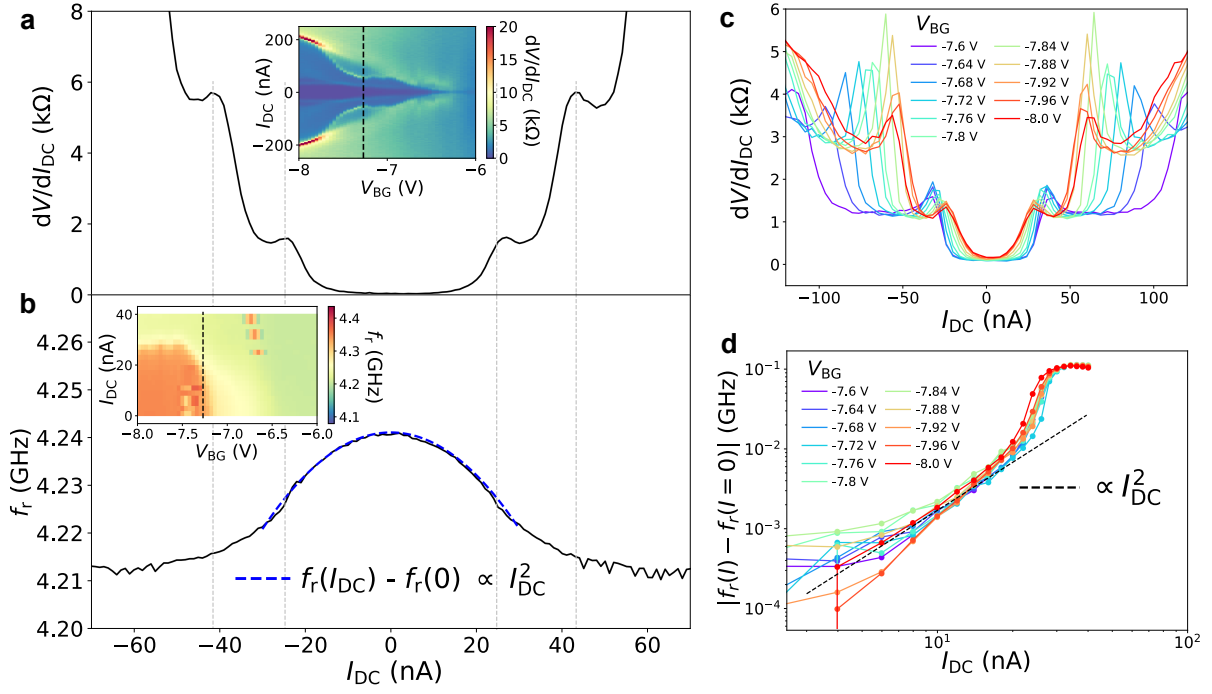 a
8
6
4
2
0
dV/dI_DC (kΩ)
200
0
−200
I_DC (nA)
−8
−7
−6
V_BG (V)
20
15
10
5
0
dV/dI_DC (kΩ)
b
4.26
4.25
4.24
4.23
4.22
4.21
4.20
f_r (GHz)
40
20
0
I_DC (nA)
−8.0
−7.5
−7.0
−6.5
−6.0
V_BG (V)
4.4
4.3
4.2
4.1
f_r (GHz)
f_r(I_DC) - f_r(0) ∝ I_DC^2
−60
−40
−20
0
20
40
60
I_DC (nA)
c
6
5
4
3
2
1
0
dV/dI_DC (kΩ)
V_BG
-7.6 V
-7.64 V
-7.68 V
-7.72 V
-7.76 V
-7.8 V
-7.84 V
-7.88 V
-7.92 V
-7.96 V
-8.0 V
−100
−50
0
50
100
I_DC (nA)
d
10^−1
10^−2
10^−3
10^−4
|f_r(I) − f_r(I = 0)| (GHz)
V_BG
-7.6 V
-7.64 V
-7.68 V
-7.72 V
-7.76 V
-7.8 V
-7.84 V
-7.88 V
-7.92 V
-7.96 V
-8.0 V
∝ I_DC^2
10^1
10^2
I_DC (nA)